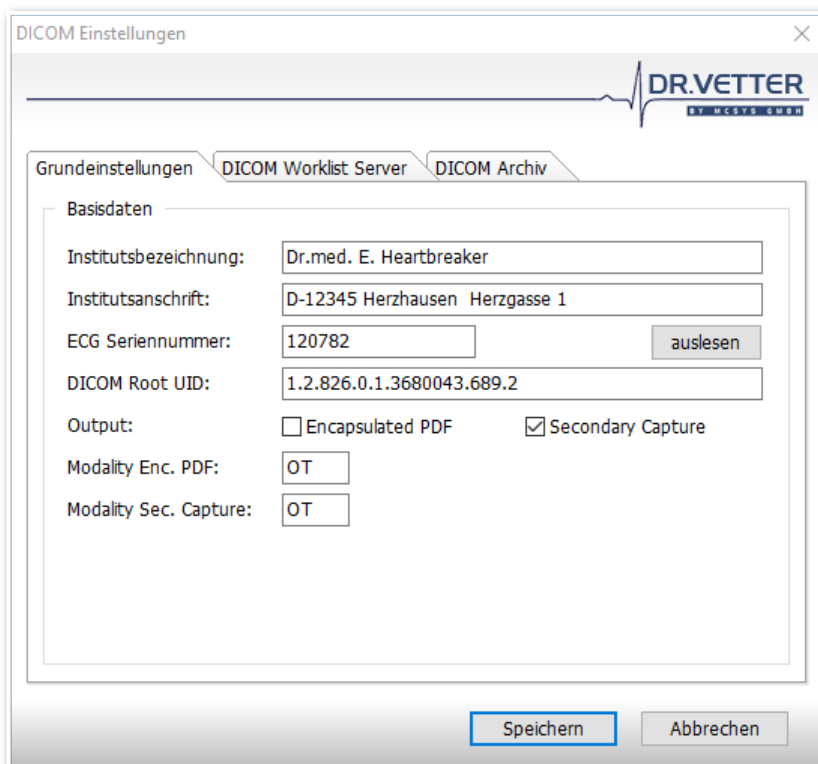 DICOM Einstellungen
DR.VETTER
BY MCSYS GMBH
Grundeinstellungen DICOM Worklist Server DICOM Archiv
Basisdaten
Institutsbezeichnung: Dr.med. E. Heartbreaker
Institutsanschrift: D-12345 Herzhausen  Herzgasse 1
ECG Seriennummer: 120782 auslesen
DICOM Root UID: 1.2.826.0.1.3680043.689.2
Output: Encapsulated PDF Secondary Capture
Modality Enc. PDF: OT
Modality Sec. Capture: OT
Speichern Abbrechen